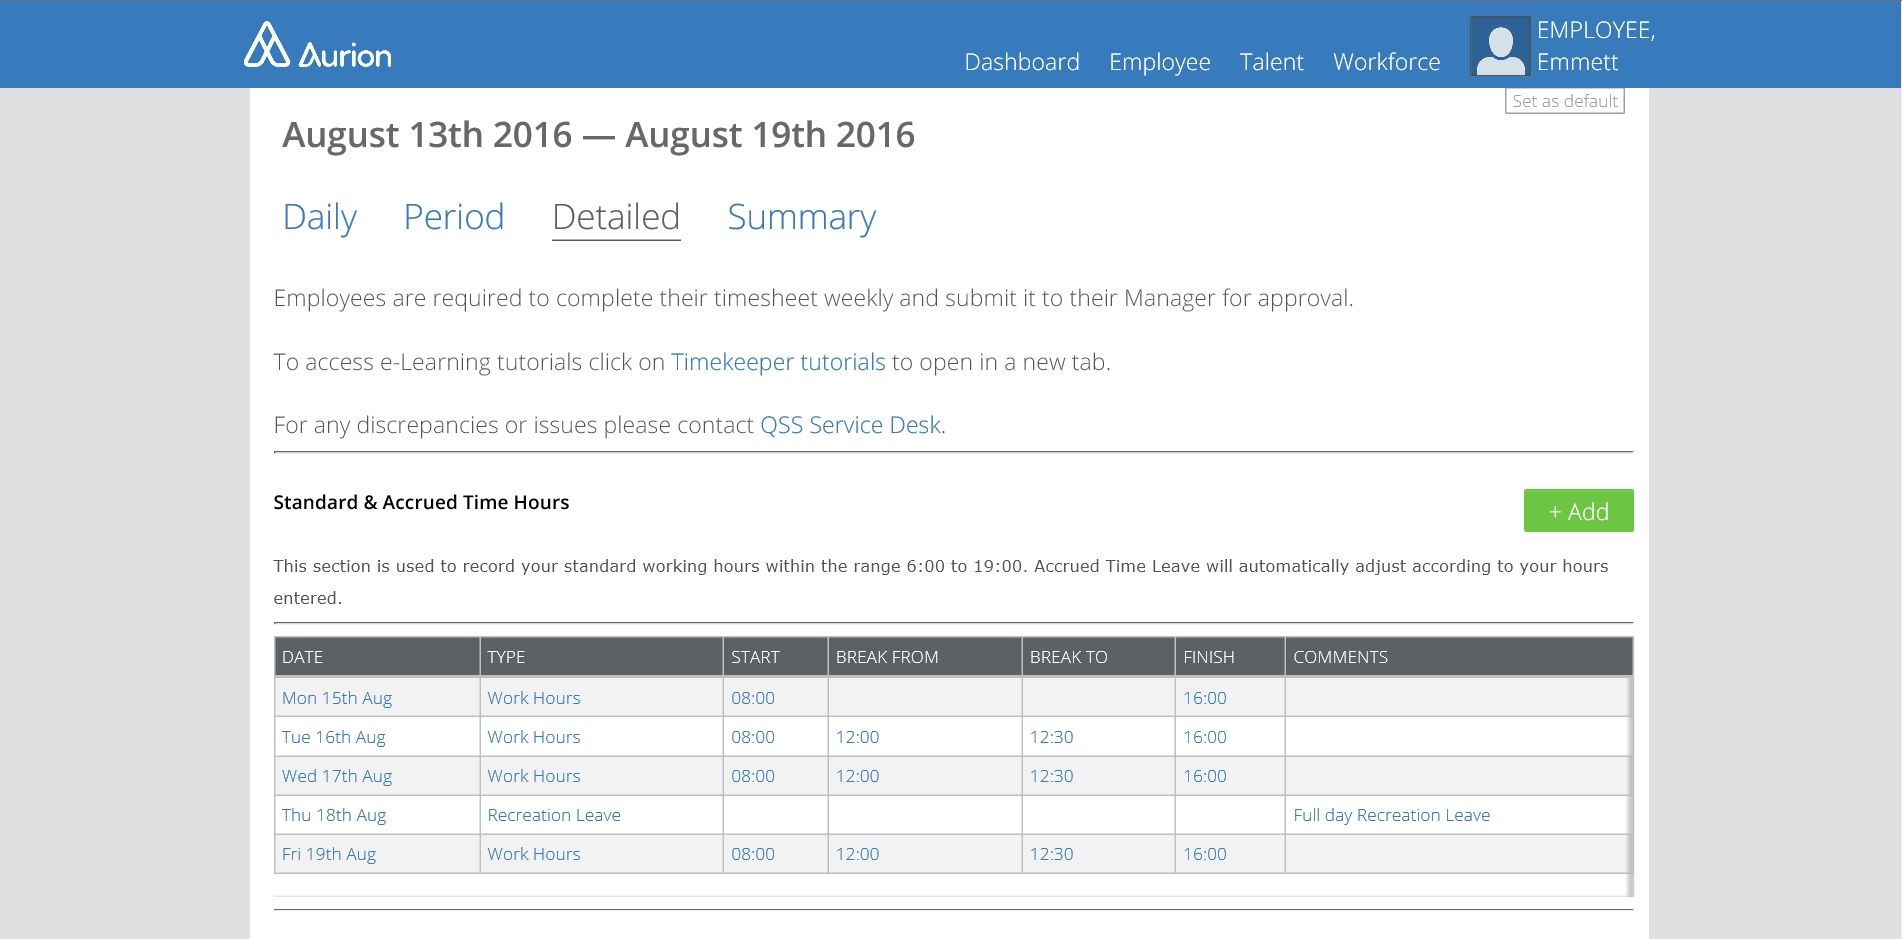 Aurion
Dashboard Employee Talent Workforce
EMPLOYEE,
Emmett
Set as default
August 13th 2016 — August 19th 2016
Daily Period Detailed Summary
Employees are required to complete their timesheet weekly and submit it to their Manager for approval.
To access e-Learning tutorials click on Timekeeper tutorials to open in a new tab.
For any discrepancies or issues please contact QSS Service Desk.
Standard & Accrued Time Hours
+ Add
This section is used to record your standard working hours within the range 6:00 to 19:00. Accrued Time Leave will automatically adjust according to your hours
entered.
DATE TYPE START BREAK FROM BREAK TO FINISH COMMENTS
Mon 15th Aug Work Hours 08:00 16:00
Tue 16th Aug Work Hours 08:00 12:00 12:30 16:00
Wed 17th Aug Work Hours 08:00 12:00 12:30 16:00
Thu 18th Aug Recreation Leave Full day Recreation Leave
Fri 19th Aug Work Hours 08:00 12:00 12:30 16:00